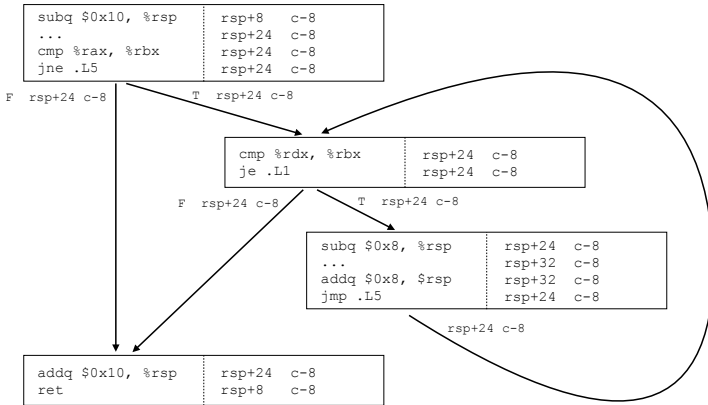 subq $0x10, %rsp rsp+8 c-8
... rsp+24 c-8
cmp %rax, %rbx rsp+24 c-8
jne .L5 rsp+24 c-8
F rsp+24 c-8 T rsp+24 c-8
cmp %rdx, %rbx rsp+24 c-8
je .L1 rsp+24 c-8
F rsp+24 c-8 T rsp+24 c-8
subq $0x8, %rsp rsp+24 c-8
... rsp+32 c-8
addq $0x8, $rsp rsp+32 c-8
jmp .L5 rsp+24 c-8
rsp+24 c-8
addq $0x10, %rsp rsp+24 c-8
ret rsp+8 c-8